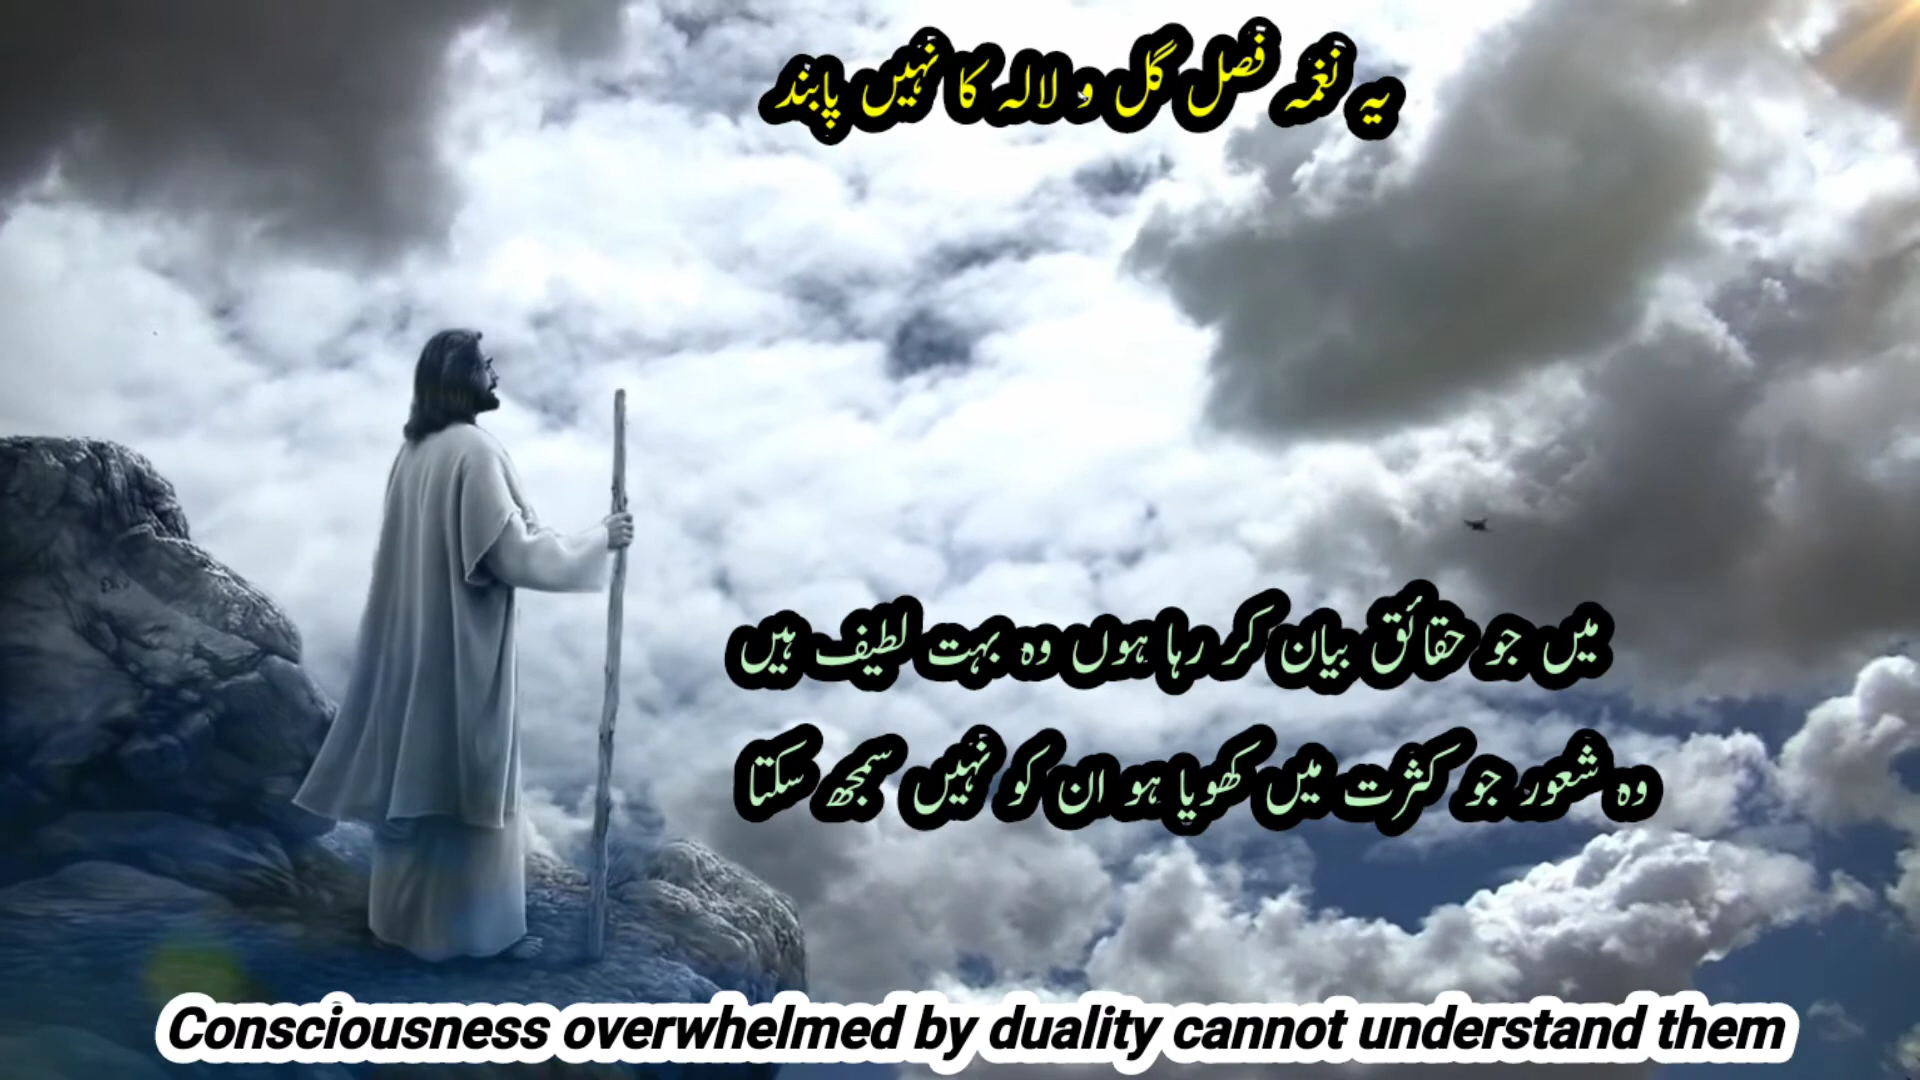 یہ نغمہ فصل گل و لالہ کا نہیں پابند
میں جو حقائق بیان کر رہا ہوں وہ بہت لطیف ہیں
وہ شعور جو کثرت میں کھویا ہو ان کو نہیں سمجھ سکتا
Consciousness overwhelmed by duality cannot understand them